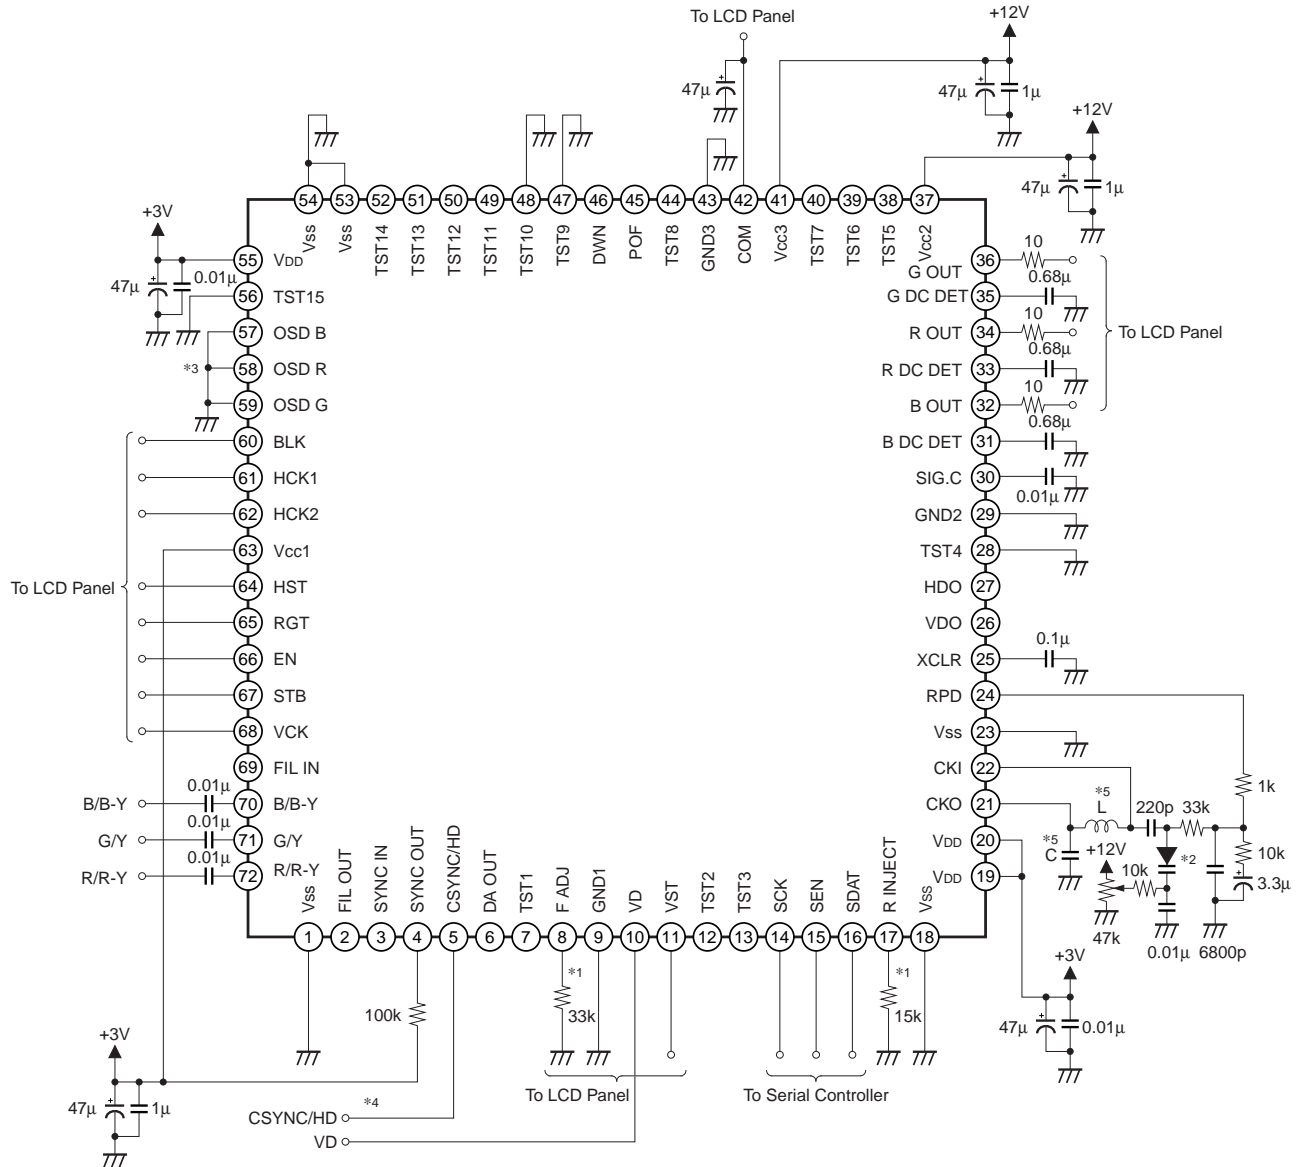 To LCD Panel
+12V
47μ
47μ
1μ
+12V
47μ
1μ
54 53 52 51 50 49 48 47 46 45 44 43 42 41 40 39 38 37
Vss Vss TST14 TST13 TST12 TST11 TST10 TST9 DWN POF TST8 GND3 COM Vcc3 TST7 TST6 TST5 Vcc2
+3V
47μ
0.01μ
55 VDD
56 TST15
57 OSD B
*3
58 OSD R
59 OSD G
60 BLK
61 HCK1
62 HCK2
63 Vcc1
To LCD Panel
64 HST
65 RGT
66 EN
67 STB
68 VCK
69 FIL IN
B/B-Y 0.01μ 70 B/B-Y
G/Y 0.01μ 71 G/Y
R/R-Y 0.01μ 72 R/R-Y
G OUT 36 10
G DC DET 35 0.68μ
R OUT 34 10
To LCD Panel
R DC DET 33 0.68μ
B OUT 32 10
B DC DET 31 0.68μ
SIG.C 30 0.01μ
GND2 29
TST4 28
HDO 27
VDO 26
XCLR 25 0.1μ
RPD 24
Vss 23
CKI 22
CKO 21
VDD 20
VDD 19
1k
*5
L
220p
33k
*5
C
+12V
*2
10k
10k
3.3μ
47k
0.01μ
6800p
Vss FIL OUT SYNC IN SYNC OUT CSYNC/HD DA OUT TST1 F ADJ GND1 VD VST TST2 TST3 SCK SEN SDAT R INJECT Vss
1 2 3 4 5 6 7 8 9 10 11 12 13 14 15 16 17 18
100k
*1
33k
*1
15k
+3V
47μ
0.01μ
To LCD Panel
To Serial Controller
+3V
47μ
1μ
*4
CSYNC/HD
VD